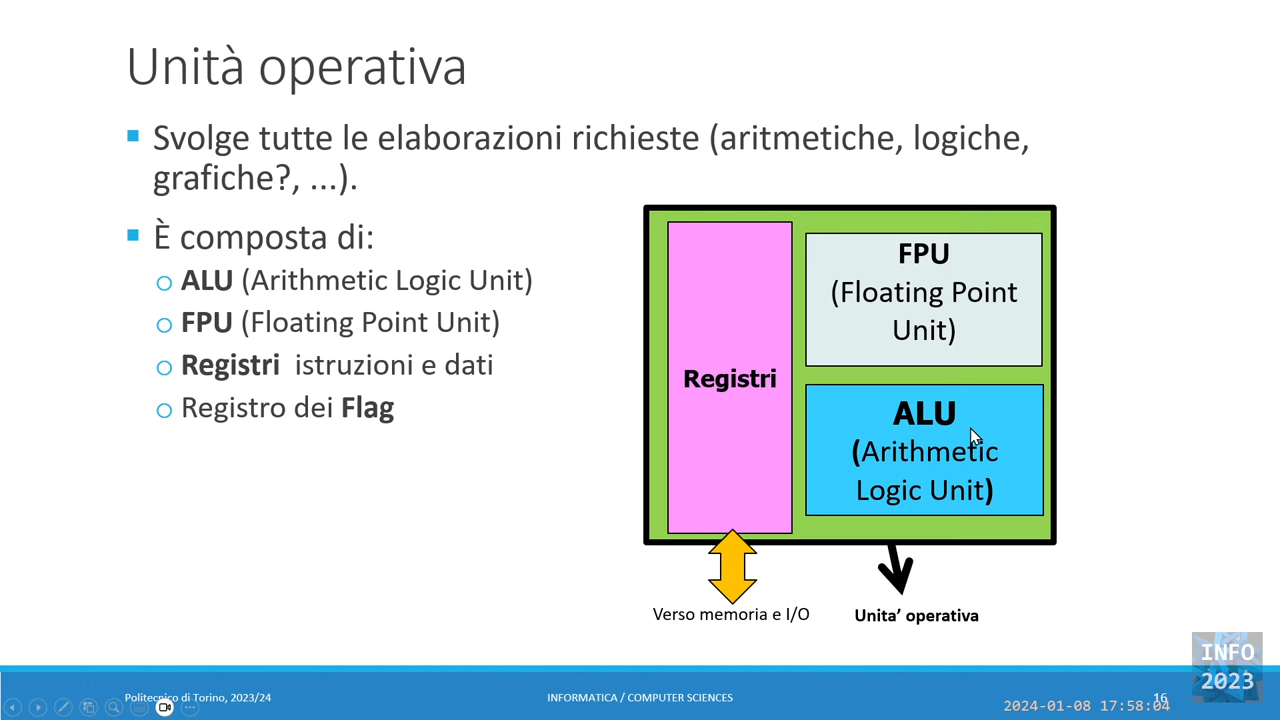 Unità operativa
Svolge tutte le elaborazioni richieste (aritmetiche, logiche,
grafiche?, ...).
È composta di:
ALU (Arithmetic Logic Unit)
FPU (Floating Point Unit)
Registri istruzioni e dati
Registro dei Flag
Registri
FPU
(Floating Point
Unit)
ALU
(Arithmetic
Logic Unit)
Verso memoria e I/O
Unita’ operativa
Politecnico di Torino, 2023/24
INFORMATICA / COMPUTER SCIENCES
16
INFO
2023
2024-01-08 17:58:04